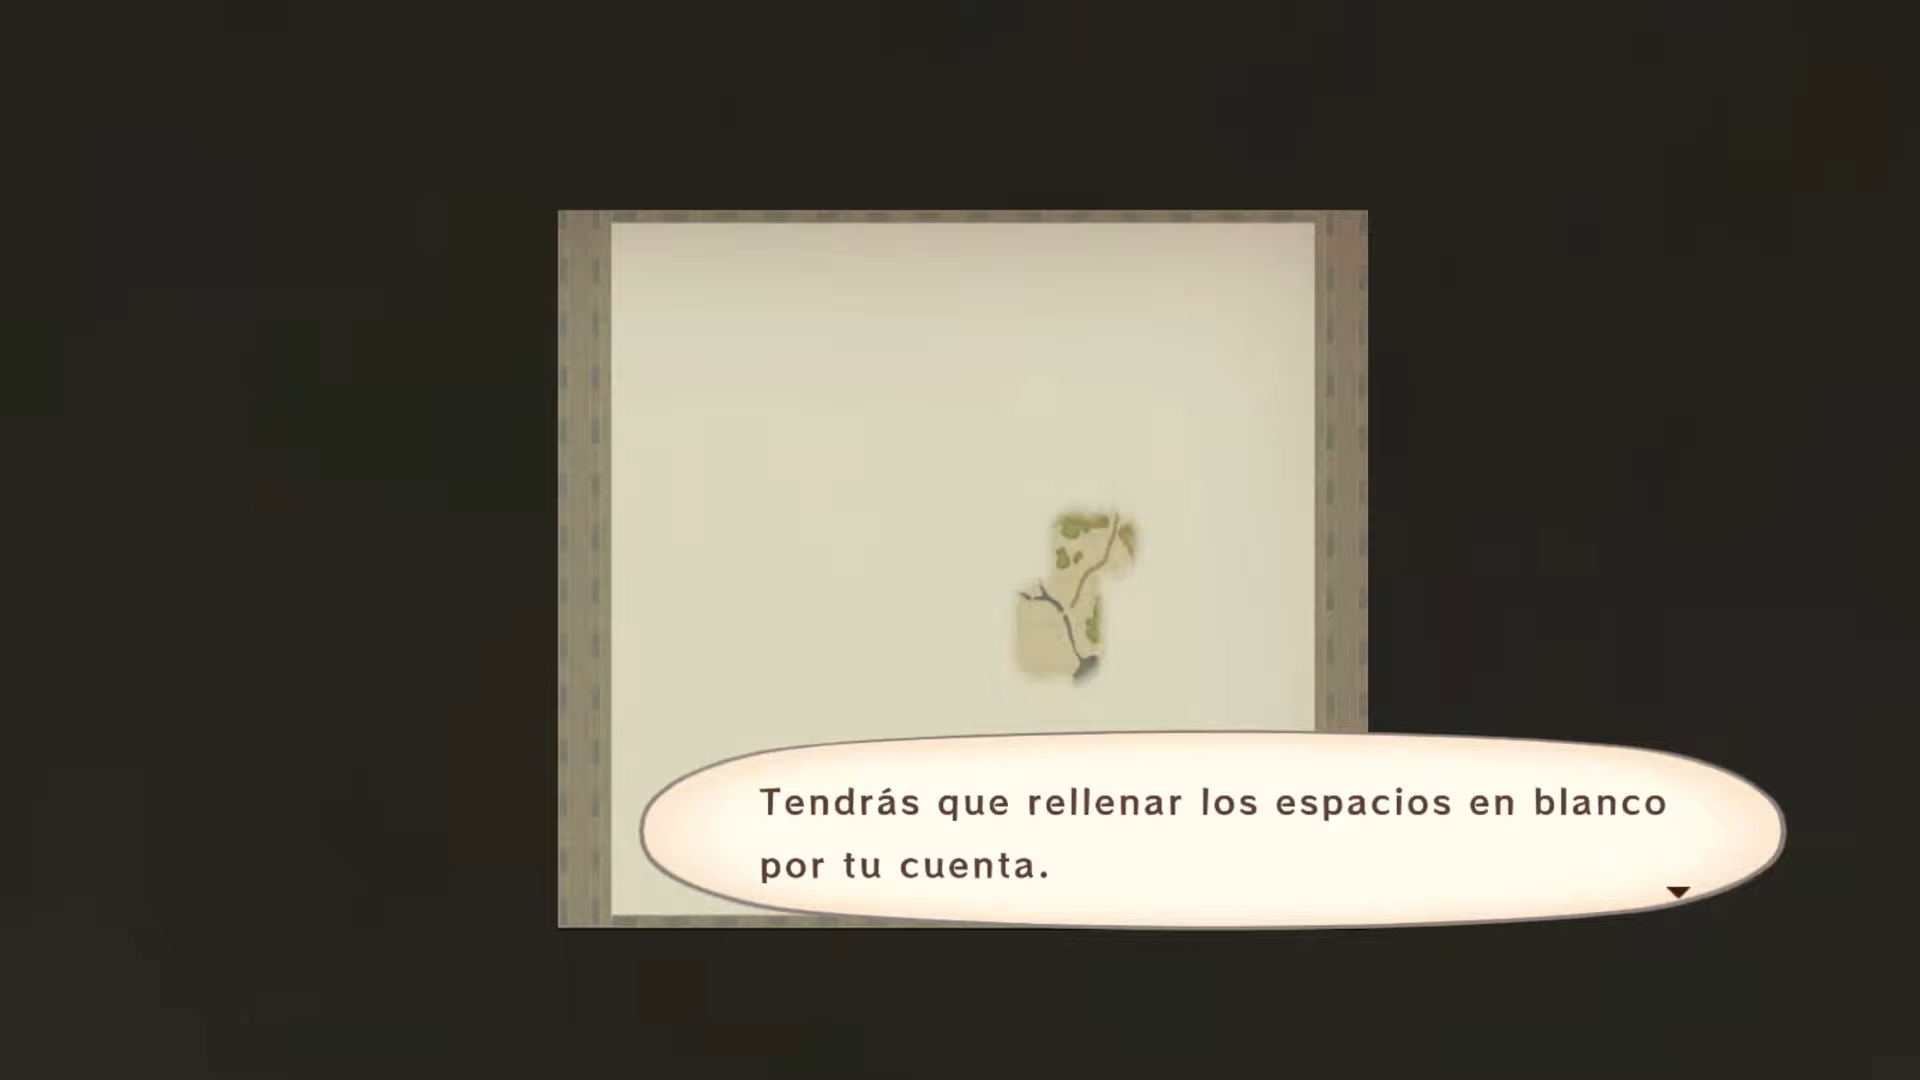 Tendrás que rellenar los espacios en blanco
por tu cuenta.